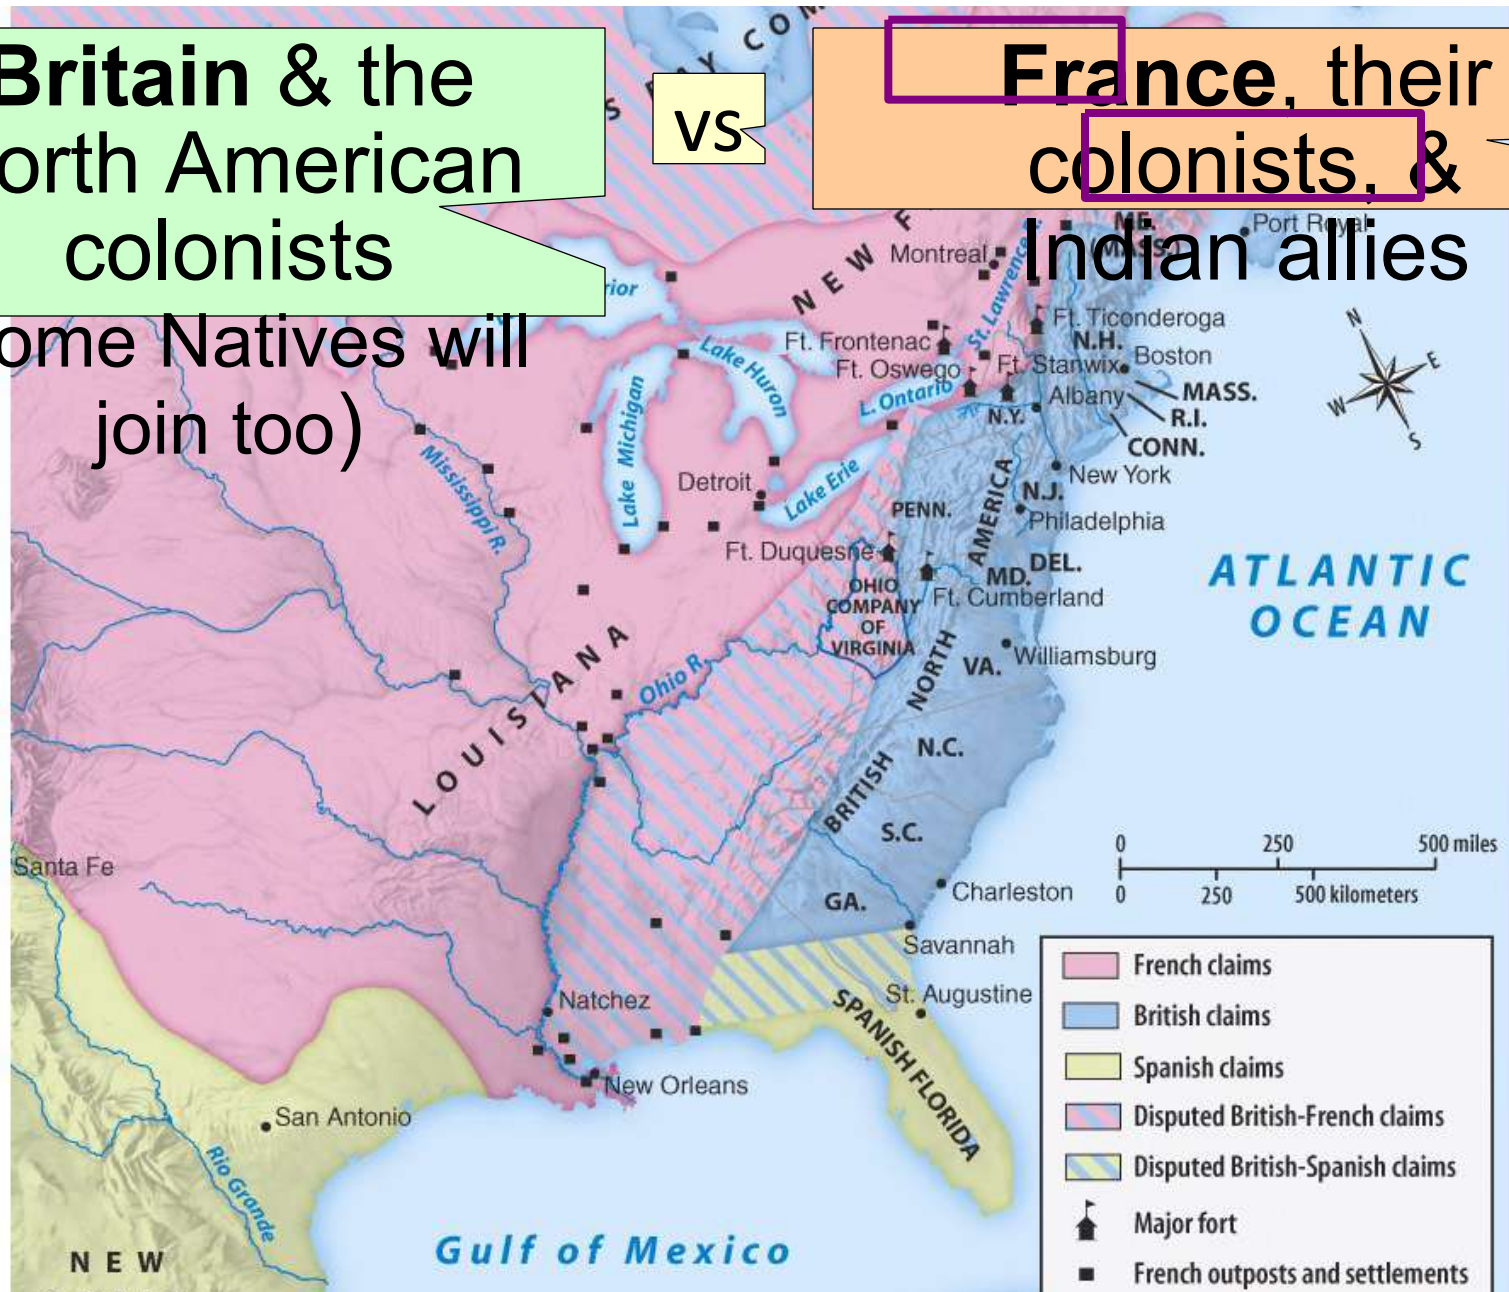 Britain & the
orth American
colonists
ome Natives will
join too)
vs
France, their
colonists, &
Indian allies
S BAY COM
NEW F
Montreal
St. Lawrence
ME.
(MASS.)
Port Royal
rior
Ft. Frontenac
Ft. Oswego
Ft. Ticonderoga
N.H.
Ft. Stanwix
Boston
L. Ontario
N.Y.
Albany
MASS.
R.I.
CONN.
New York
N
E
W
S
Lake Huron
Lake Michigan
Mississippi R.
Detroit
Lake Erie
PENN.
N.J.
Philadelphia
Ft. Duquesne
MD.
DEL.
Ft. Cumberland
OHIO
COMPANY
OF
VIRGINIA
ATLANTIC
OCEAN
VA.
Williamsburg
LOUISIANA
Ohio R.
BRITISH NORTH AMERICA
N.C.
S.C.
GA.
Charleston
Savannah
Santa Fe
0 250 500 miles
0 250 500 kilometers
Natchez
St. Augustine
SPANISH FLORIDA
New Orleans
San Antonio
Rio Grande
NEW
Gulf of Mexico
French claims
British claims
Spanish claims
Disputed British-French claims
Disputed British-Spanish claims
Major fort
French outposts and settlements